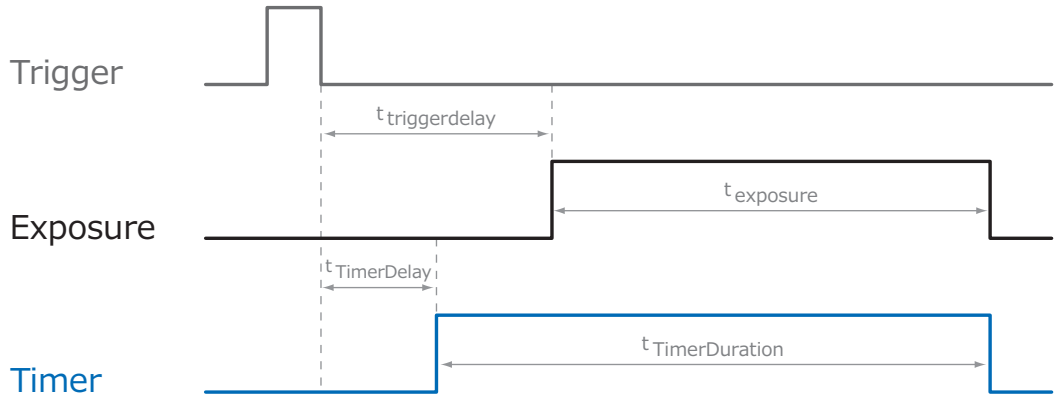 Trigger
t triggerdelay
t exposure
Exposure
t TimerDelay
t TimerDuration
Timer